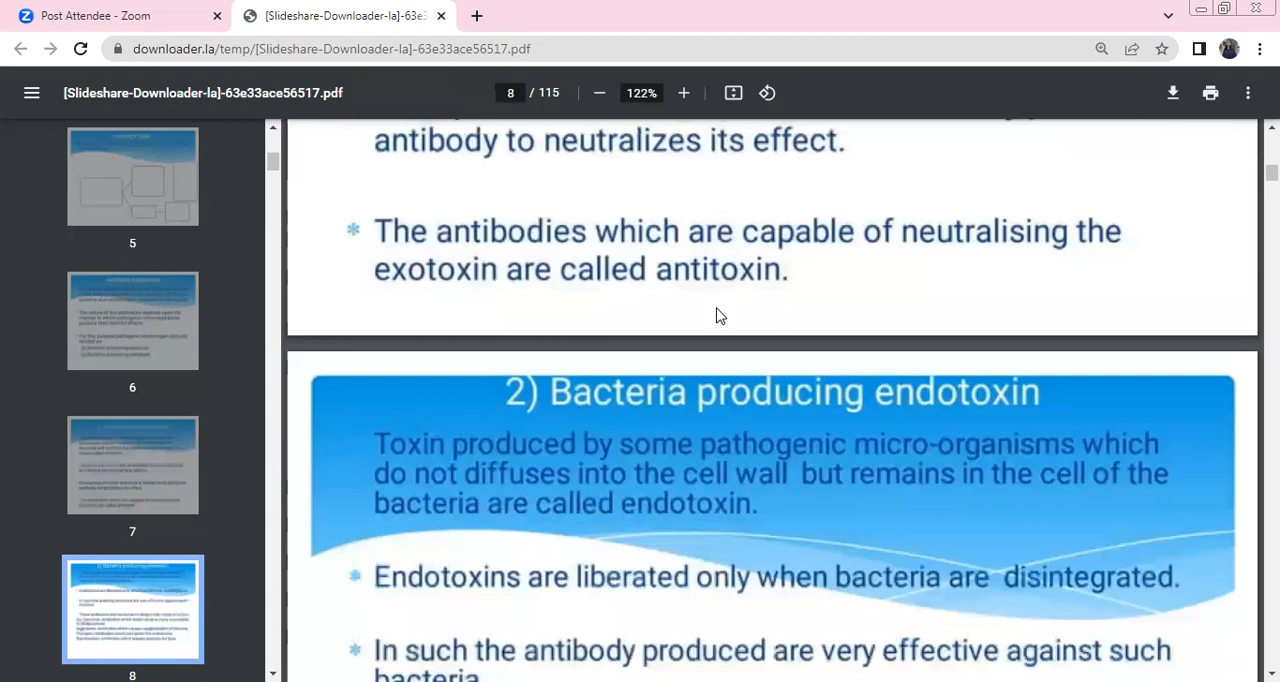 Post Attendee - Zoom
[Slideshare-Downloader-la]-63e3
downloader.la/temp/[Slideshare-Downloader-la]-63e33ace56517.pdf
[Slideshare-Downloader-la]-63e33ace56517.pdf
8 / 115
122%
5
6
7
8
antibody to neutralizes its effect.
* The antibodies which are capable of neutralising the
exotoxin are called antitoxin.
2) Bacteria producing endotoxin
Toxin produced by some pathogenic micro-organisms which
do not diffuses into the cell wall but remains in the cell of the
bacteria are called endotoxin.
* Endotoxins are liberated only when bacteria are disintegrated.
* In such the antibody produced are very effective against such
bacteria